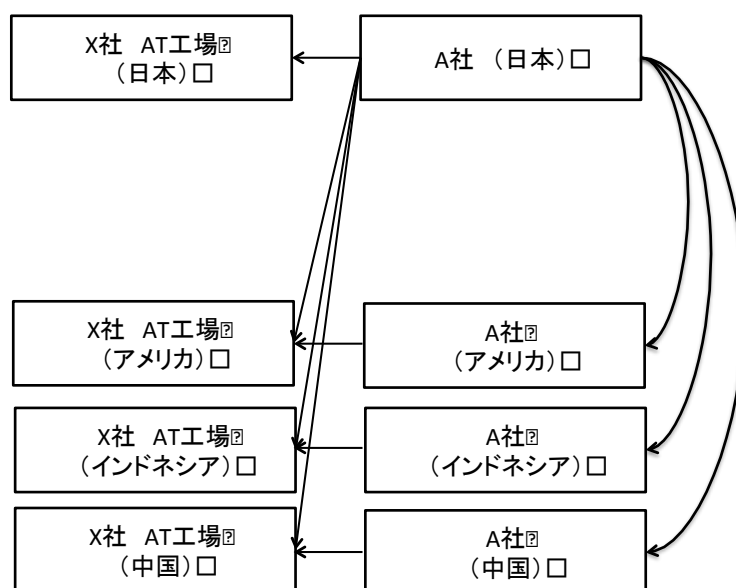 X社 AT工場
（日本）
A社 （日本）
X社 AT工場
（アメリカ）
A社
（アメリカ）
X社 AT工場
（インドネシア）
A社
（インドネシア）
X社 AT工場
（中国）
A社
（中国）